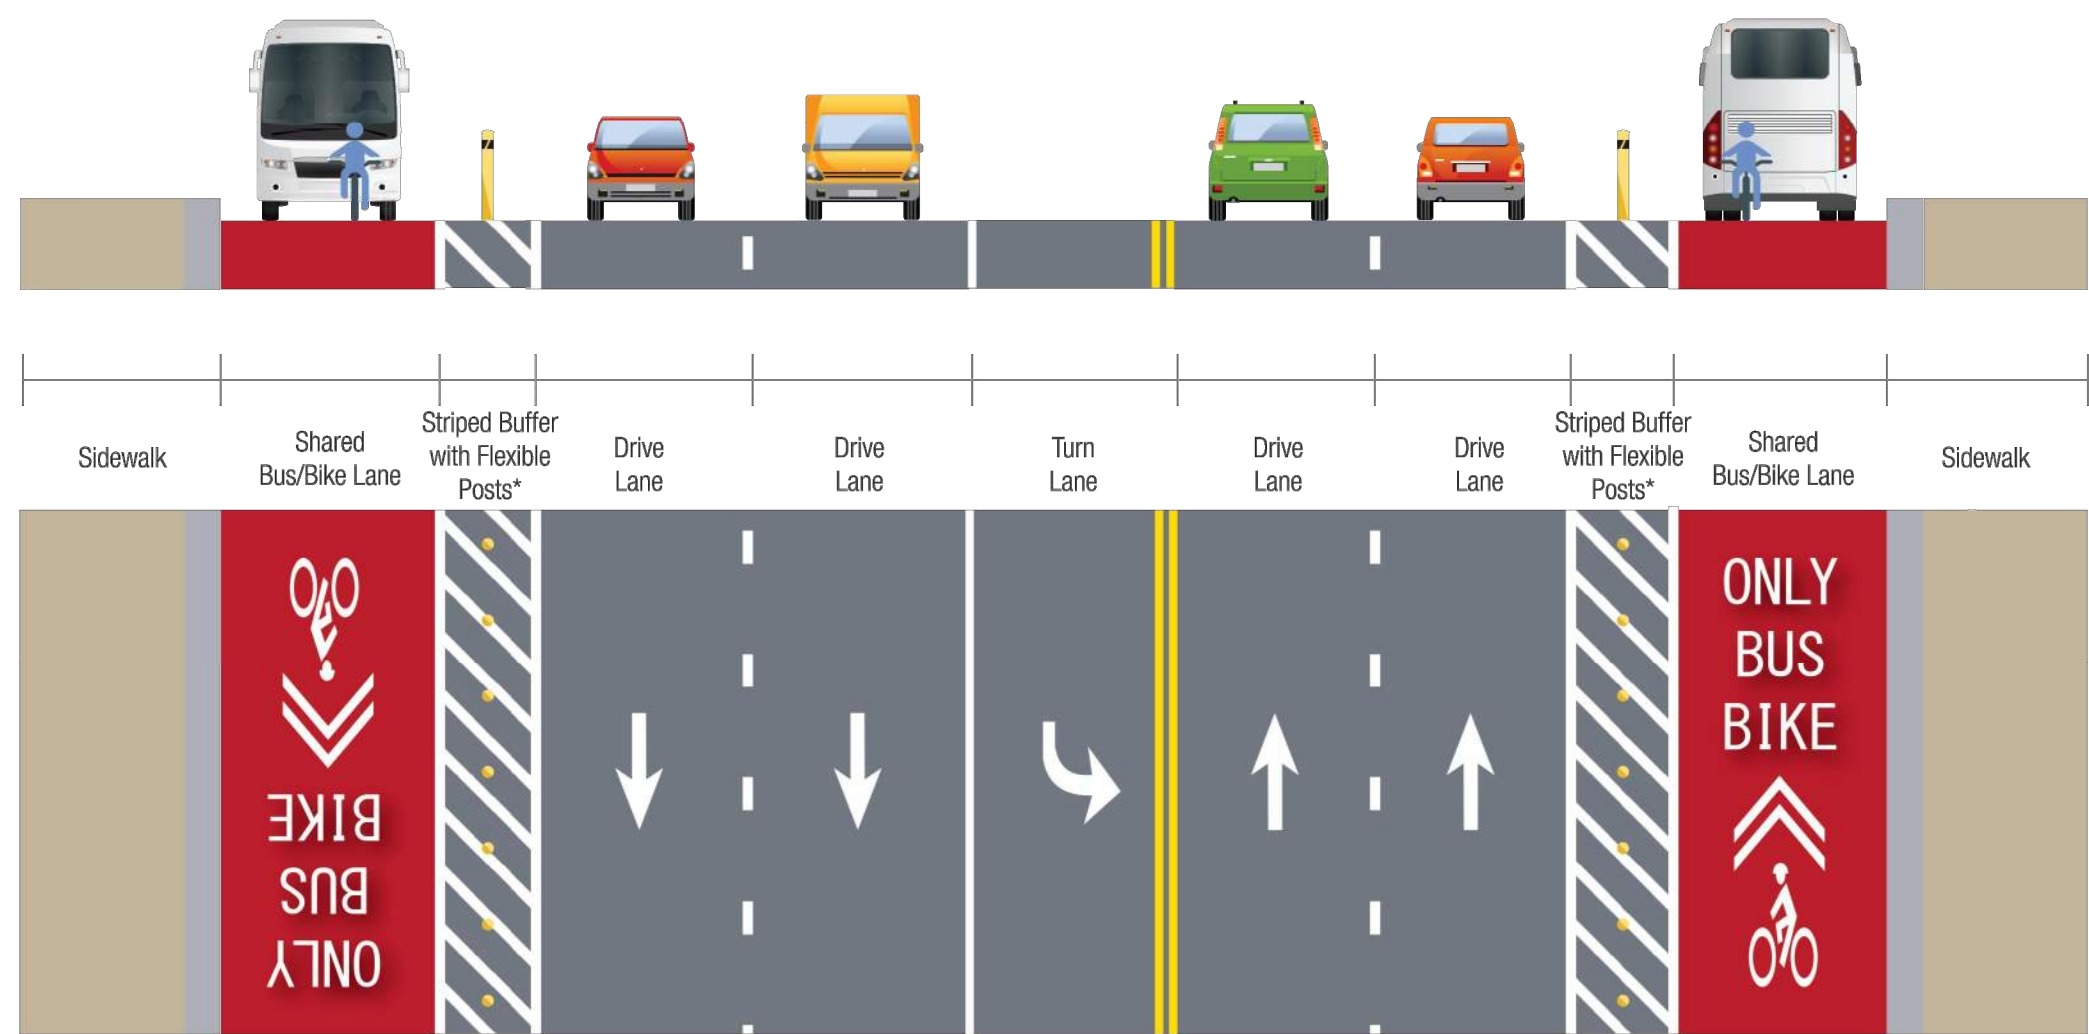 Sidewalk
Shared
Bus/Bike Lane
Striped Buffer
with Flexible
Posts*
Drive
Lane
Drive
Lane
Turn
Lane
Drive
Lane
Drive
Lane
Striped Buffer
with Flexible
Posts*
Shared
Bus/Bike Lane
Sidewalk
BIKE
BUS
ONLY
ONLY
BUS
BIKE